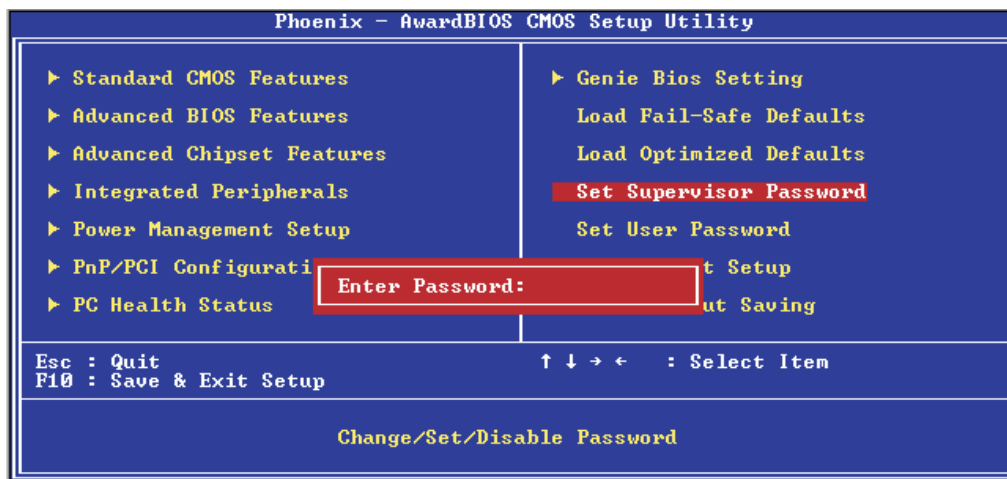 Phoenix - AwardBIOS CMOS Setup Utility
▶ Standard CMOS Features
▶ Advanced BIOS Features
▶ Advanced Chipset Features
▶ Integrated Peripherals
▶ Power Management Setup
▶ PnP/PCI Configurati
▶ PC Health Status
▶ Genie Bios Setting
Load Fail-Safe Defaults
Load Optimized Defaults
Set Supervisor Password
Set User Password
t Setup
ut Saving
Enter Password:
Esc : Quit
F10 : Save & Exit Setup
↑ ↓ → ← : Select Item
Change/Set/Disable Password